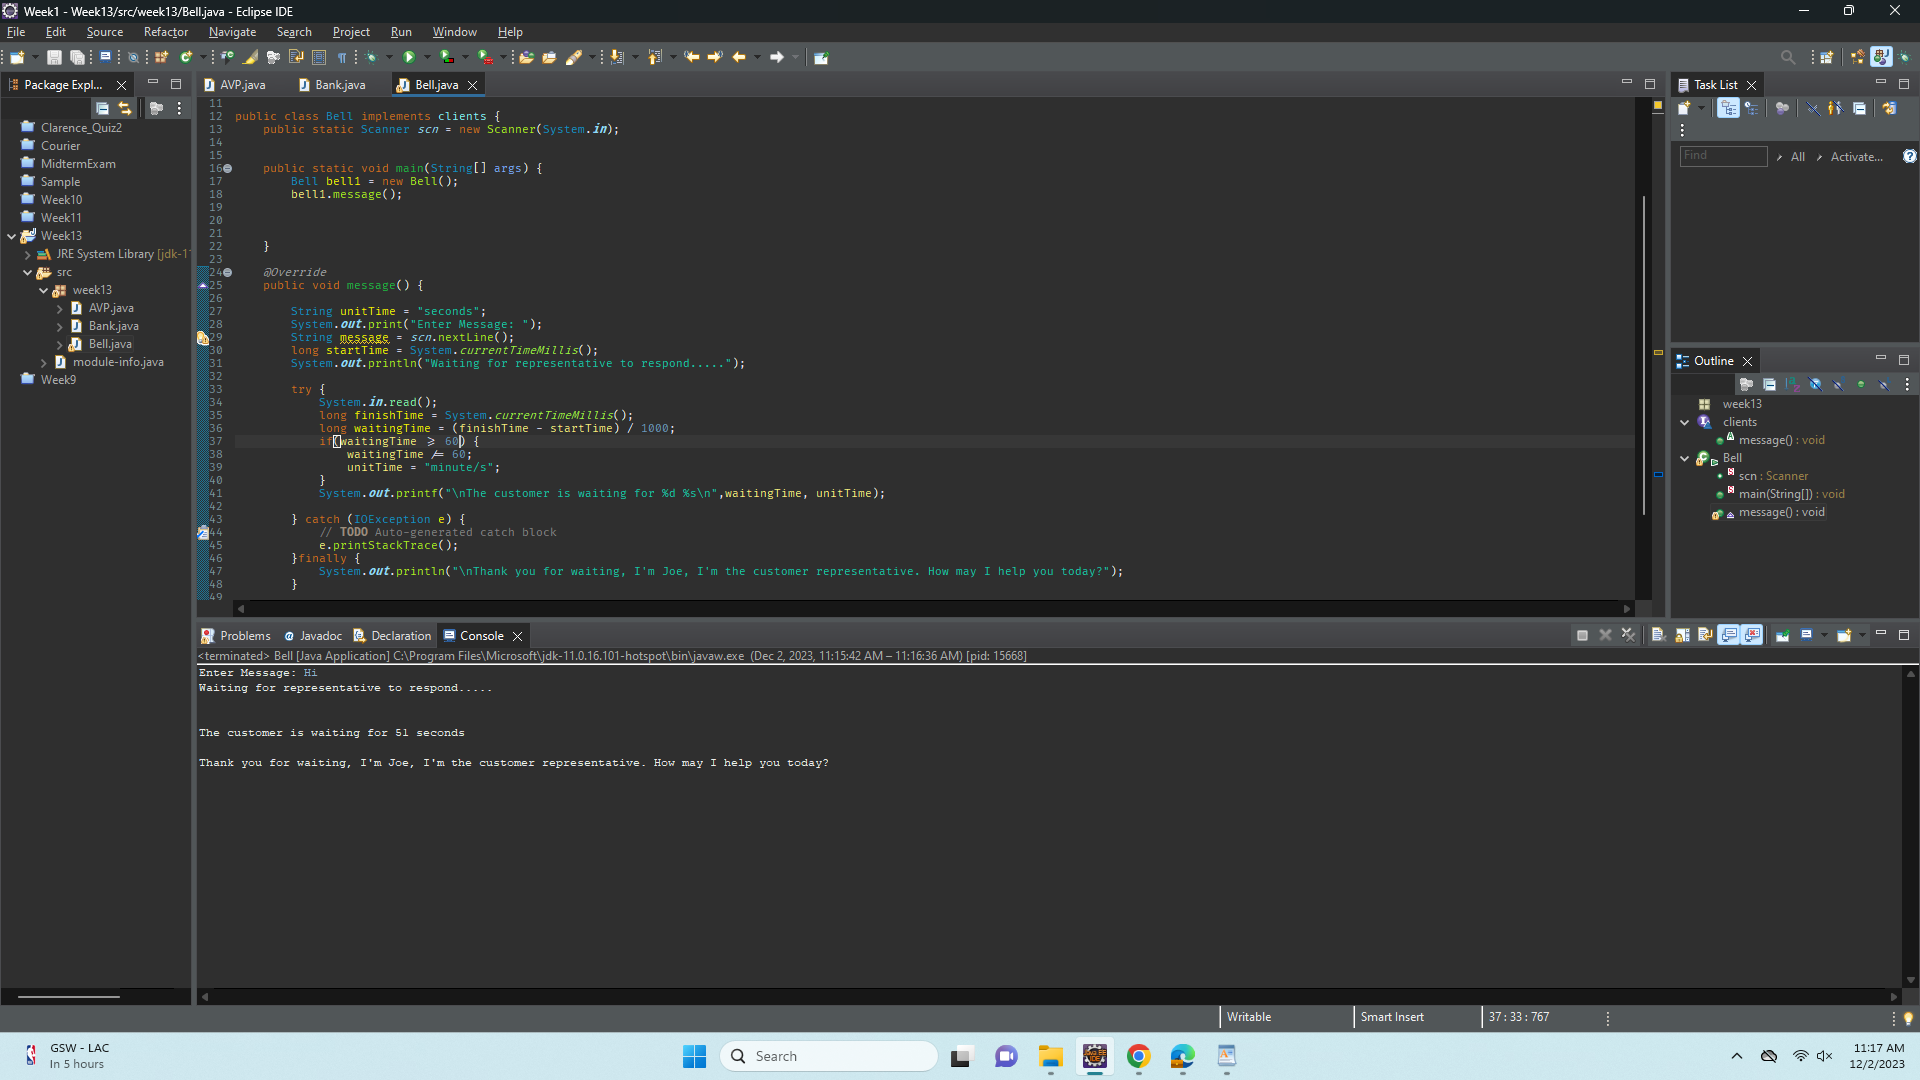 Week1 - Week13/src/week13/Bell.java - Eclipse IDE
File Edit Source Refactor Navigate Search Project Run Window Help
Package Expl...
Clarence_Quiz2
Courier
MidtermExam
Sample
Week10
Week11
Week13
JRE System Library [jdk-11
src
week13
AVP.java
Bank.java
Bell.java
module-info.java
Week9
AVP.java Bank.java Bell.java
11
12 public class Bell implements clients {
13 public static Scanner scn = new Scanner(System.in);
14
15
16 public static void main(String[] args) {
17 Bell bell1 = new Bell();
18 bell1.message();
19
20
21
22 }
23
24 @Override
25 public void message() {
26
27 String unitTime = "seconds";
28 System.out.print("Enter Message: ");
29 String message = scn.nextLine();
30 long startTime = System.currentTimeMillis();
31 System.out.println("Waiting for representative to respond.....");
32
33 try {
34 System.in.read();
35 long finishTime = System.currentTimeMillis();
36 long waitingTime = (finishTime - startTime) / 1000;
37 if(waitingTime >= 60) {
38 waitingTime /= 60;
39 unitTime = "minute/s";
40 }
41 System.out.printf("\nThe customer is waiting for %d %s\n",waitingTime, unitTime);
42
43 } catch (IOException e) {
44 // TODO Auto-generated catch block
45 e.printStackTrace();
46 }finally {
47 System.out.println("\nThank you for waiting, I'm Joe, I'm the customer representative. How may I help you today?");
48 }
49
Task List
Find All Activate...
Outline
week13
clients
message() : void
Bell
scn : Scanner
main(String[]) : void
message() : void
Problems Javadoc Declaration Console
<terminated> Bell [Java Application] C:\Program Files\Microsoft\jdk-11.0.16.101-hotspot\bin\javaw.exe (Dec 2, 2023, 11:15:42 AM – 11:16:36 AM) [pid: 15668]
Enter Message: Hi
Waiting for representative to respond.....
The customer is waiting for 51 seconds
Thank you for waiting, I'm Joe, I'm the customer representative. How may I help you today?
Writable Smart Insert 37 : 33 : 767
GSW - LAC
In 5 hours
Search
11:17 AM
12/2/2023